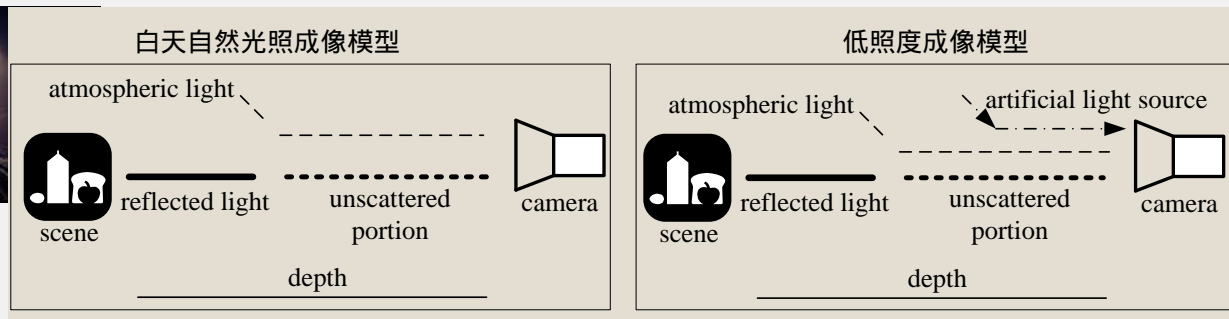 白天自然光照成像模型
atmospheric light
reflected light
unscattered
portion
camera
scene
depth
低照度成像模型
atmospheric light
artificial light source
reflected light
unscattered
portion
camera
scene
depth